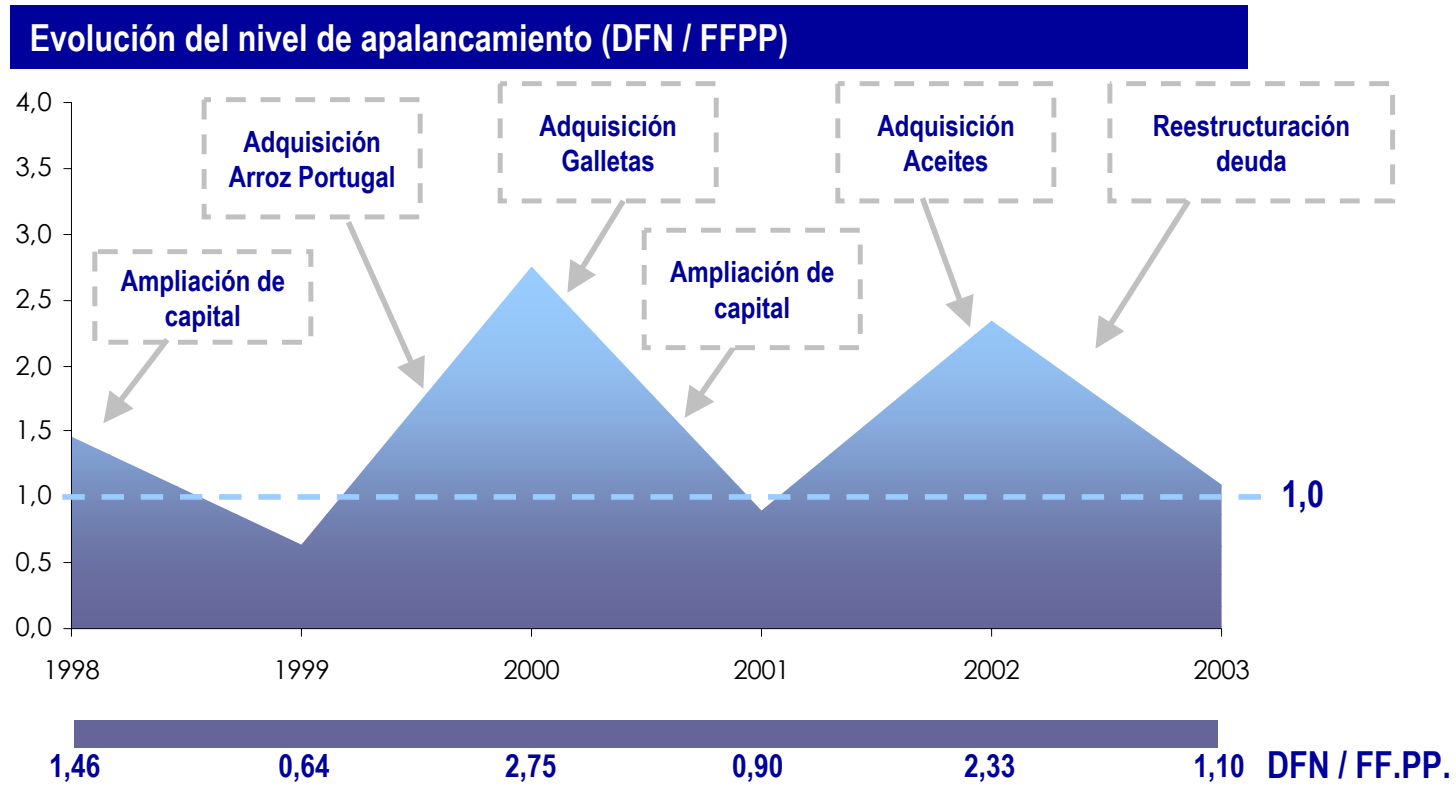 Evolución del nivel de apalancamiento (DFN / FFPP)
4,0
3,5
3,0
2,5
2,0
1,5
1,0
0,5
0,0
Ampliación de
capital
Adquisición
Arroz Portugal
Adquisición
Galletas
Ampliación de
capital
Adquisición
Aceites
Reestructuración
deuda
1,0
1998 1999 2000 2001 2002 2003
1,46 0,64 2,75 0,90 2,33 1,10 DFN / FF.PP.